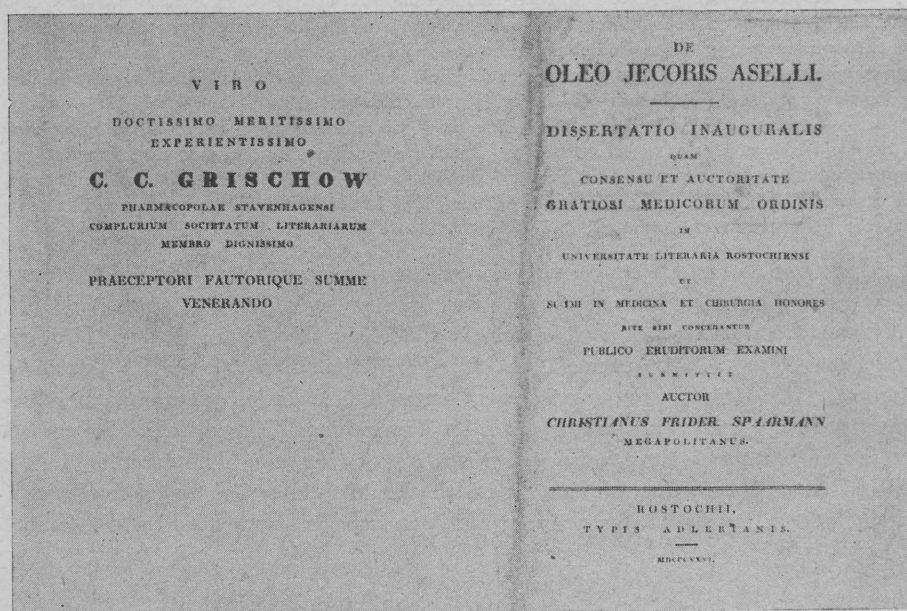 VIRO
DOCTISSIMO MERITISSIMO
EXPERIENTISSIMO
C. C. GRISCHOW
PHARMACOPOLAE STAVENHAGENSI
COMPLURIUM SOCIETATUM LITERARIARUM
MEMBRO DIGNISSIMO
PRAECEPTORI FAUTORIQUE SUMME
VENERANDO
DE
OLEO JECORIS ASELLI.
DISSERTATIO INAUGURALIS
QUAM
CONSENSU ET AUCTORITATE
GRATIOSI MEDICORUM ORDINIS
IN
UNIVERSITATE LITERARIA ROSTOCHIENSI
UT
SUMMI IN MEDICINA ET CHIRURGIA HONORES
RITE SIBI CONCEDANTUR
PUBLICO ERUDITORUM EXAMINI
SUBMITTIT
AUCTOR
CHRISTIANUS FRIDER. SPAARMANN
MEGAPOLITANUS.
ROSTOCHII,
TYPIS ADLERIANIS.